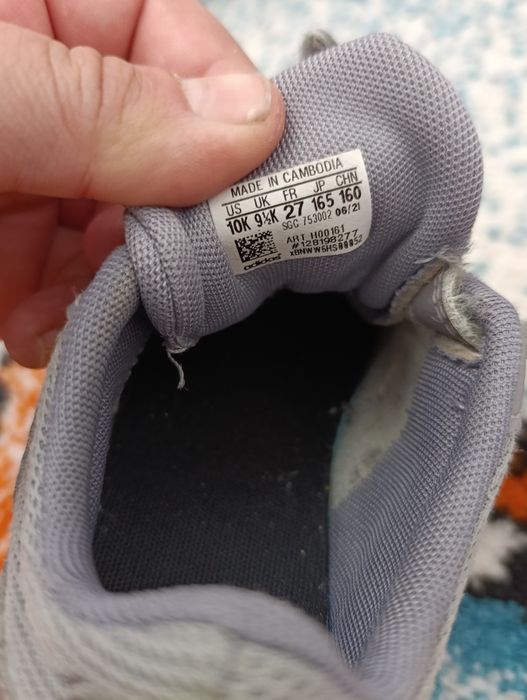 MADE IN CAMBODIA
US UK FR JP CHN
10K 9½K 27 165 160
SGC 753002 06/21
ART H00161
#128198277
adidas